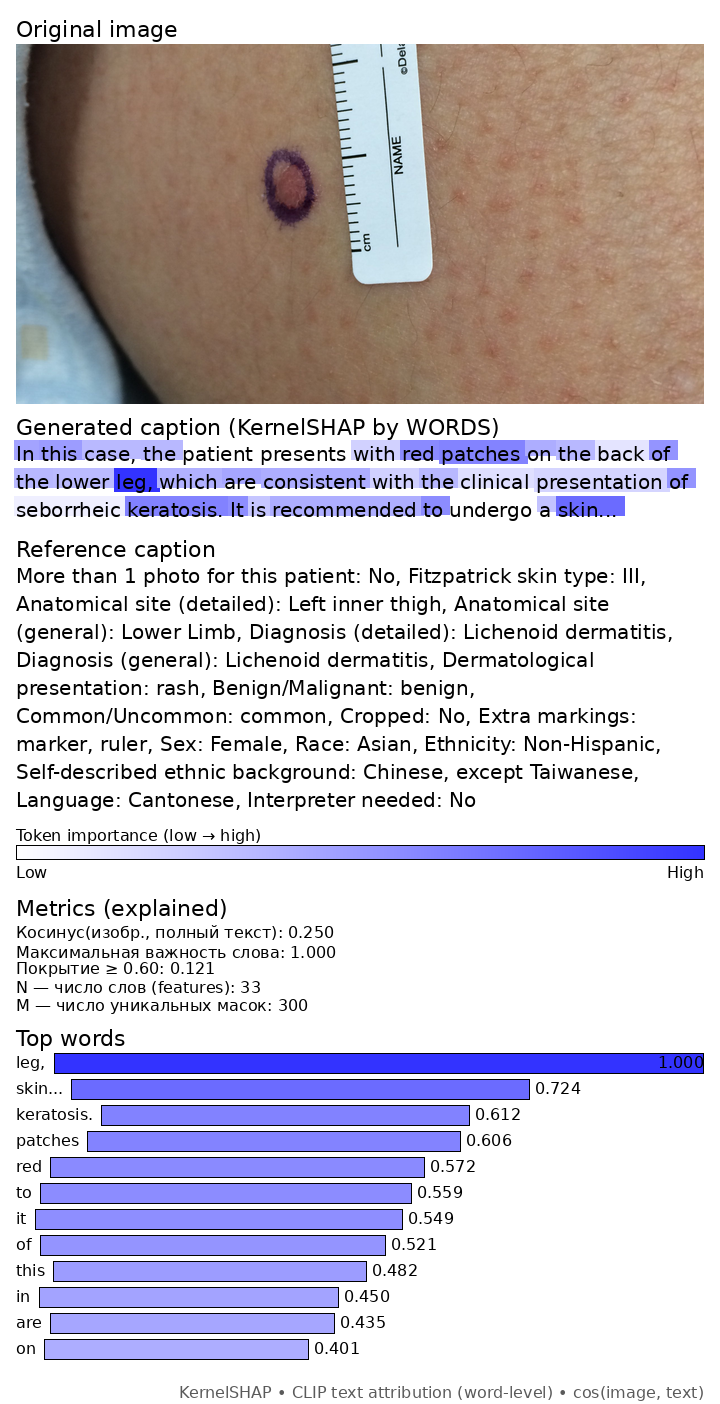 Original image
©Dela
NAME
cm
Generated caption (KernelSHAP by WORDS)
In this case, the patient presents with red patches on the back of
the lower leg, which are consistent with the clinical presentation of
seborrheic keratosis. It is recommended to undergo a skin...
Reference caption
More than 1 photo for this patient: No, Fitzpatrick skin type: III,
Anatomical site (detailed): Left inner thigh, Anatomical site
(general): Lower Limb, Diagnosis (detailed): Lichenoid dermatitis,
Diagnosis (general): Lichenoid dermatitis, Dermatological
presentation: rash, Benign/Malignant: benign,
Common/Uncommon: common, Cropped: No, Extra markings:
marker, ruler, Sex: Female, Race: Asian, Ethnicity: Non-Hispanic,
Self-described ethnic background: Chinese, except Taiwanese,
Language: Cantonese, Interpreter needed: No
Token importance (low → high)
Low High
Metrics (explained)
Косинус(изобр., полный текст): 0.250
Максимальная важность слова: 1.000
Покрытие ≥ 0.60: 0.121
N — число слов (features): 33
M — число уникальных масок: 300
Top words
leg, 1.000
skin... 0.724
keratosis. 0.612
patches 0.606
red 0.572
to 0.559
it 0.549
of 0.521
this 0.482
in 0.450
are 0.435
on 0.401
KernelSHAP • CLIP text attribution (word-level) • cos(image, text)